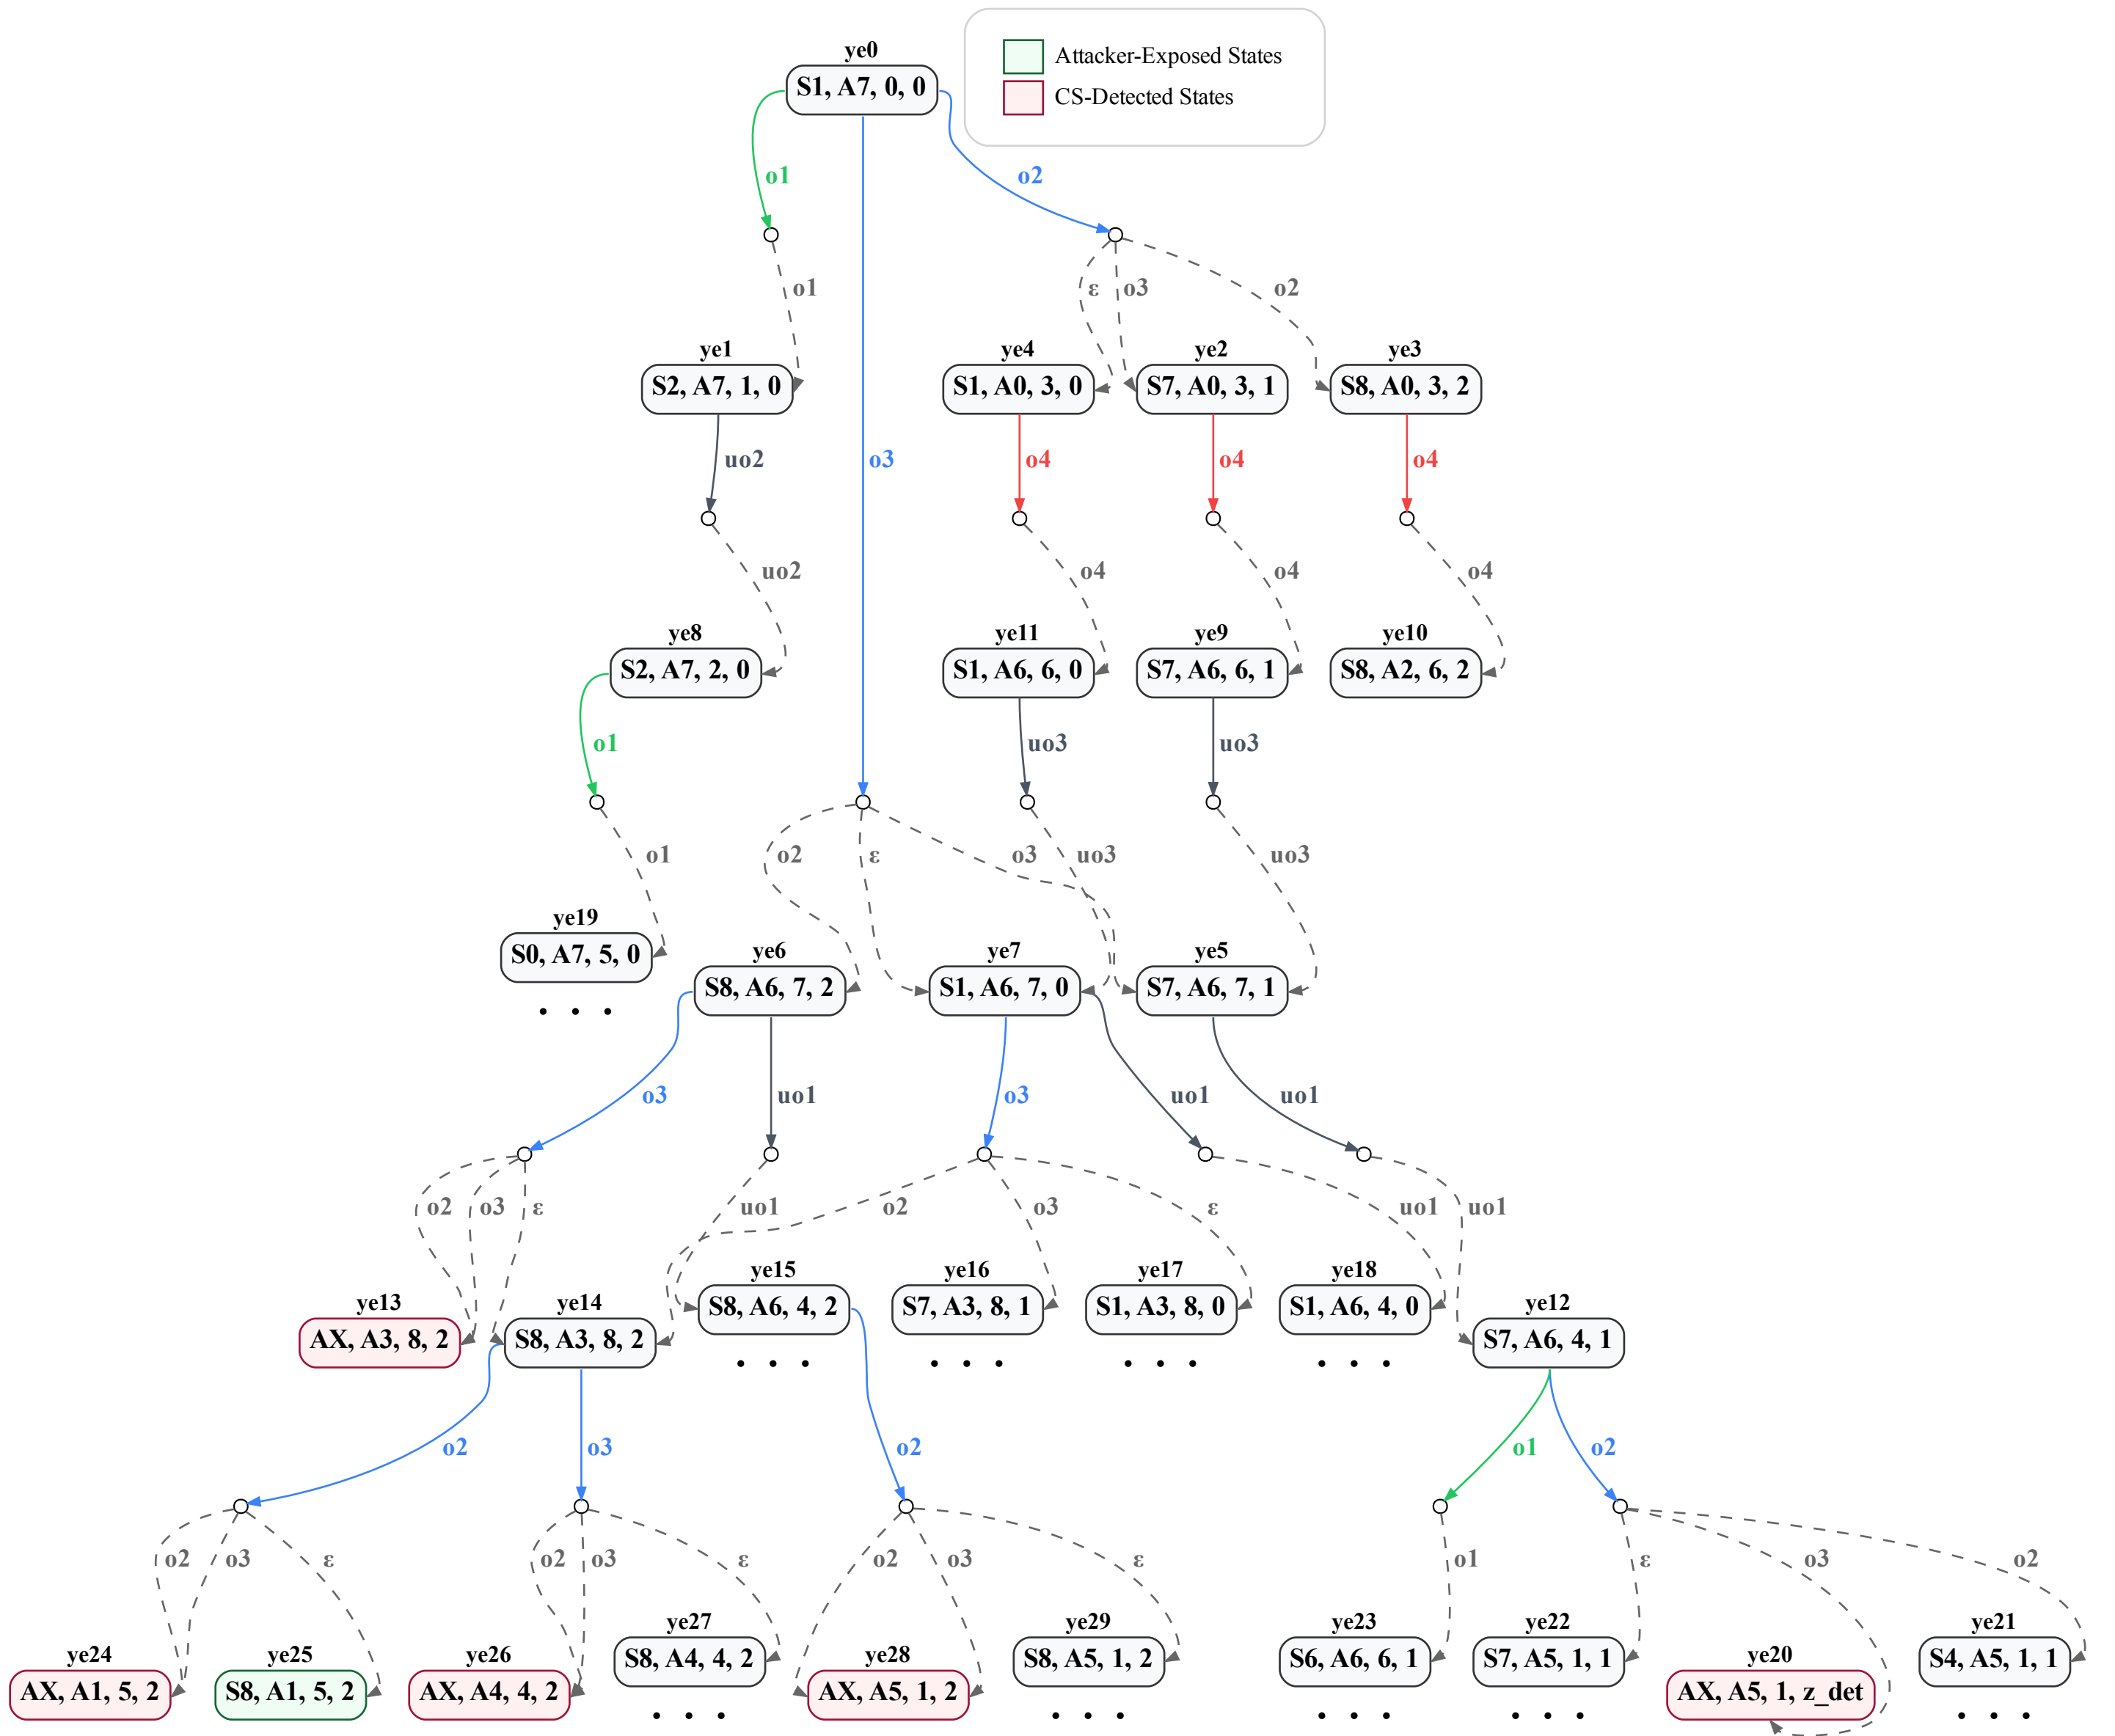 ye0
S1, A7, 0, 0
Attacker-Exposed States
CS-Detected States
o1
o2
o1
ε
o3
o2
ye1
S2, A7, 1, 0
ye4
S1, A0, 3, 0
ye2
S7, A0, 3, 1
ye3
S8, A0, 3, 2
uo2
o3
o4
o4
o4
uo2
o4
o4
o4
ye8
S2, A7, 2, 0
ye11
S1, A6, 6, 0
ye9
S7, A6, 6, 1
ye10
S8, A2, 6, 2
o1
uo3
uo3
o1
o2
ε
o3
uo3
uo3
ye19
S0, A7, 5, 0
. . .
ye6
S8, A6, 7, 2
ye7
S1, A6, 7, 0
ye5
S7, A6, 7, 1
o3
uo1
o3
uo1
uo1
o2
o3
ε
uo1
o2
o3
ε
uo1
uo1
ye13
AX, A3, 8, 2
ye14
S8, A3, 8, 2
ye15
S8, A6, 4, 2
. . .
ye16
S7, A3, 8, 1
. . .
ye17
S1, A3, 8, 0
. . .
ye18
S1, A6, 4, 0
. . .
ye12
S7, A6, 4, 1
o2
o3
o2
o1
o2
o2
o3
ε
o2
o3
ε
o2
o3
ε
o1
ε
o3
o2
ye24
AX, A1, 5, 2
ye25
S8, A1, 5, 2
ye26
AX, A4, 4, 2
ye27
S8, A4, 4, 2
. . .
ye28
AX, A5, 1, 2
ye29
S8, A5, 1, 2
. . .
ye23
S6, A6, 6, 1
. . .
ye22
S7, A5, 1, 1
. . .
ye20
AX, A5, 1, z_det
ye21
S4, A5, 1, 1
. . .